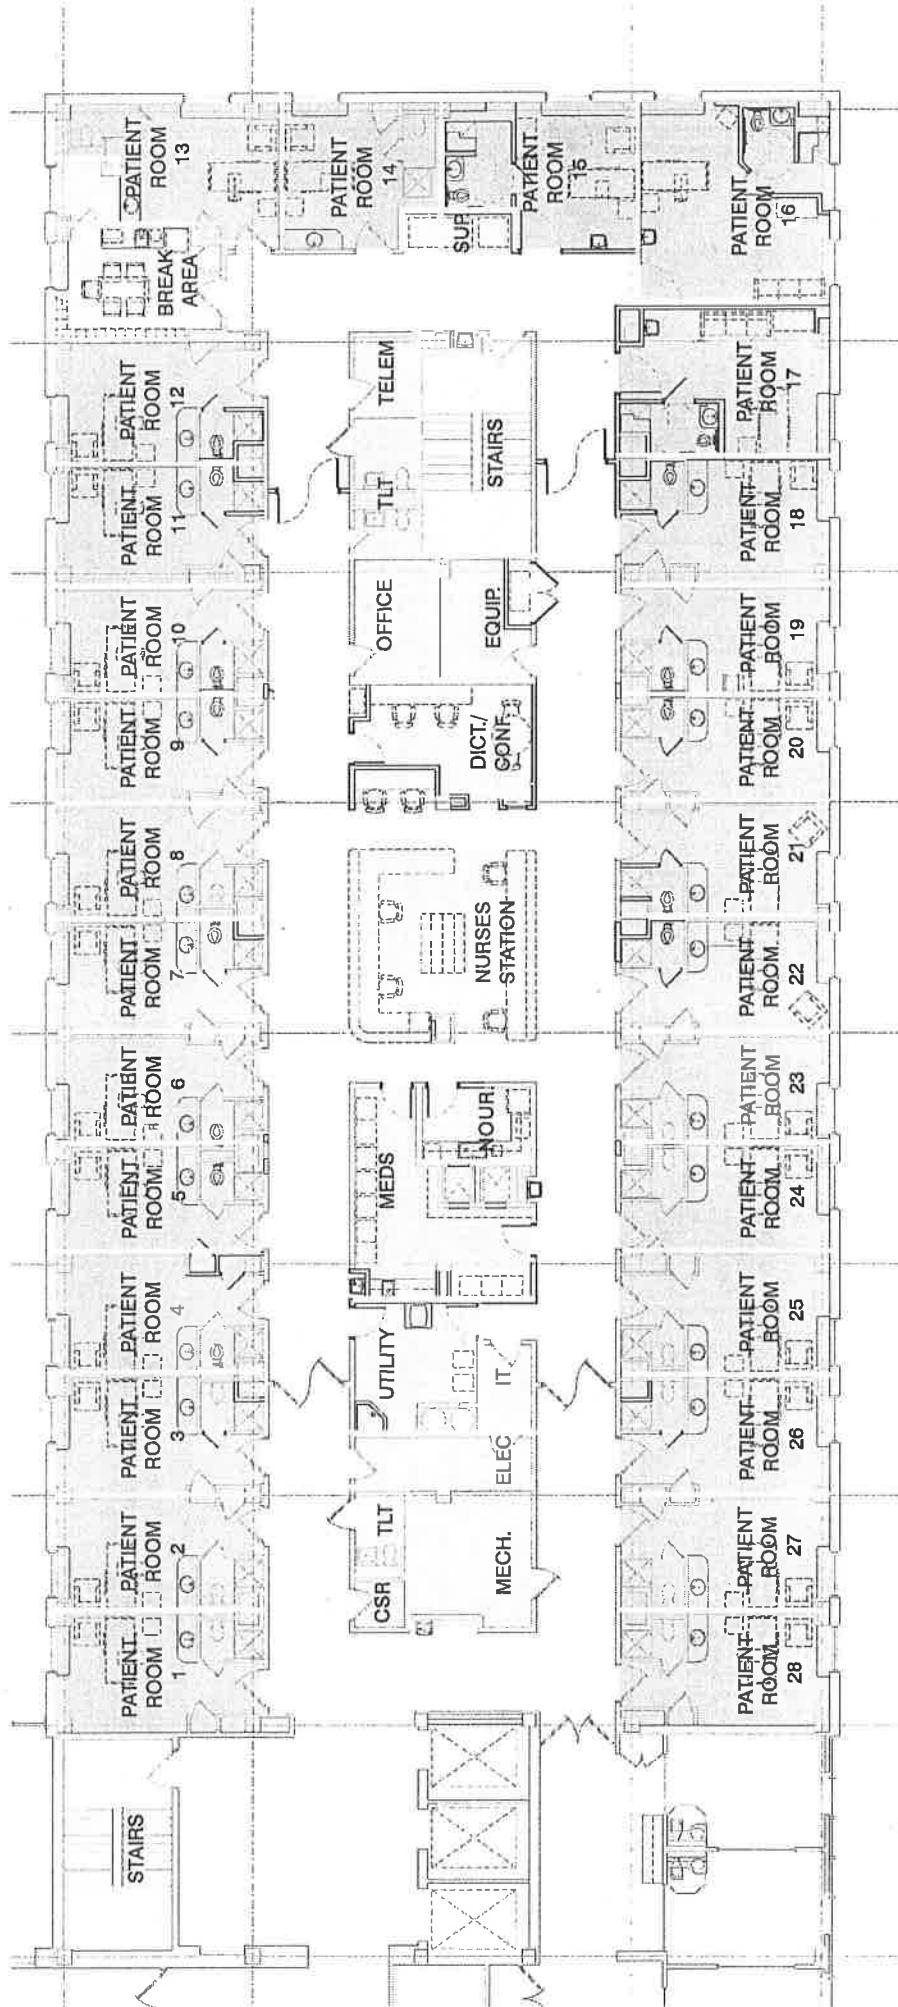 PATIENT
ROOM
13
PATIENT
ROOM
14
PATIENT
ROOM
15
PATIENT
ROOM
16
BREAK
AREA
SUP.
PATIENT
ROOM
12
PATIENT
ROOM
11
PATIENT
ROOM
10
PATIENT
ROOM
9
PATIENT
ROOM
8
PATIENT
ROOM
7
PATIENT
ROOM
6
PATIENT
ROOM
5
PATIENT
ROOM
4
PATIENT
ROOM
3
PATIENT
ROOM
2
PATIENT
ROOM
1
STAIRS
TELEM
STAIRS
TLT
OFFICE
EQUIP.
DICT./
CONF.
NURSES
STATION
MEDS
NOUR.
UTILITY
IT
ELEC
TLT
CSR
MECH.
PATIENT
ROOM
17
PATIENT
ROOM
18
PATIENT
ROOM
19
PATIENT
ROOM
20
PATIENT
ROOM
21
PATIENT
ROOM
22
PATIENT
ROOM
23
PATIENT
ROOM
24
PATIENT
ROOM
25
PATIENT
ROOM
26
PATIENT
ROOM
27
PATIENT
ROOM
28